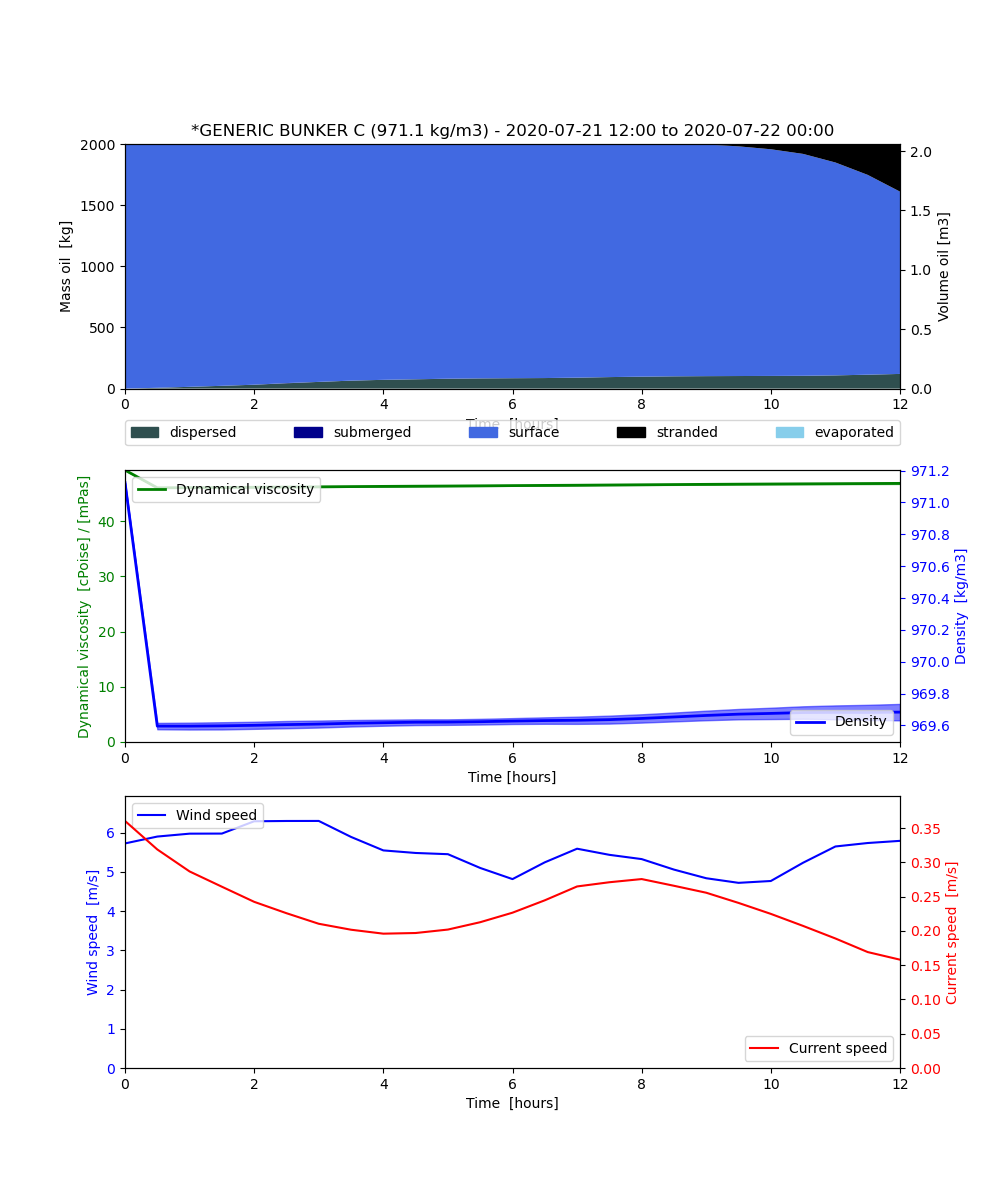 *GENERIC BUNKER C (971.1 kg/m3) - 2020-07-21 12:00 to 2020-07-22 00:00
2000
1500
1000
500
0
Mass oil [kg]
2.0
1.5
1.0
0.5
0.0
Volume oil [m3]
0 2 4 6 8 10 12
Time [hours]
dispersed submerged surface stranded evaporated
Dynamical viscosity
40
30
20
10
0
Dynamical viscosity [cPoise] / [mPas]
971.2
971.0
970.8
970.6
970.4
970.2
970.0
969.8
969.6
Density [kg/m3]
Density
0 2 4 6 8 10 12
Time [hours]
Wind speed
6
5
4
3
2
1
0
Wind speed [m/s]
0.35
0.30
0.25
0.20
0.15
0.10
0.05
0.00
Current speed [m/s]
Current speed
0 2 4 6 8 10 12
Time [hours]